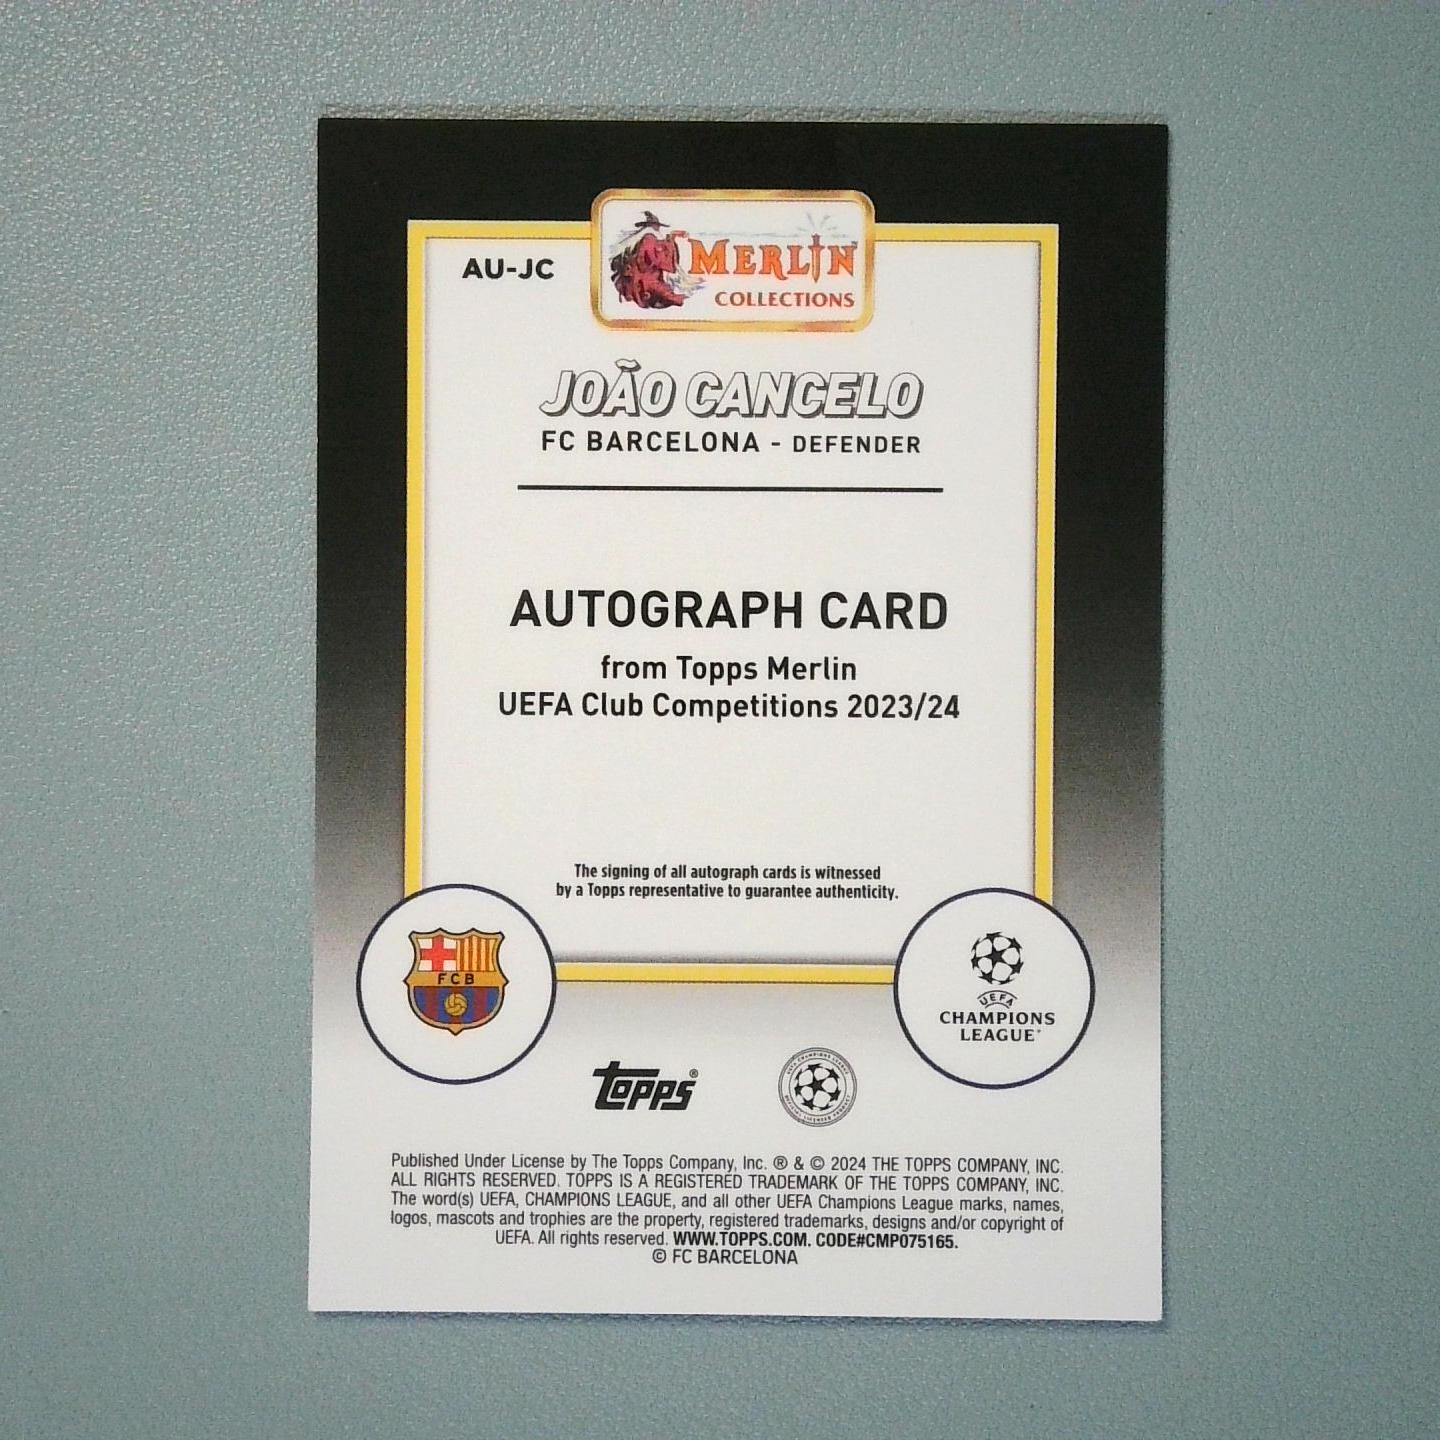 AU-JC
MERLIN
COLLECTIONS
JOÃO CANCELO
FC BARCELONA - DEFENDER
AUTOGRAPH CARD
from Topps Merlin
UEFA Club Competitions 2023/24
The signing of all autograph cards is witnessed
by a Topps representative to guarantee authenticity.
FCB
UEFA
CHAMPIONS
LEAGUE
Topps®
Published Under License by The Topps Company, Inc. ® & © 2024 THE TOPPS COMPANY, INC.
ALL RIGHTS RESERVED. TOPPS IS A REGISTERED TRADEMARK OF THE TOPPS COMPANY, INC.
The word(s) UEFA, CHAMPIONS LEAGUE, and all other UEFA Champions League marks, names,
logos, mascots and trophies are the property, registered trademarks, designs and/or copyright of
UEFA. All rights reserved. WWW.TOPPS.COM. CODE#CMP075165.
© FC BARCELONA